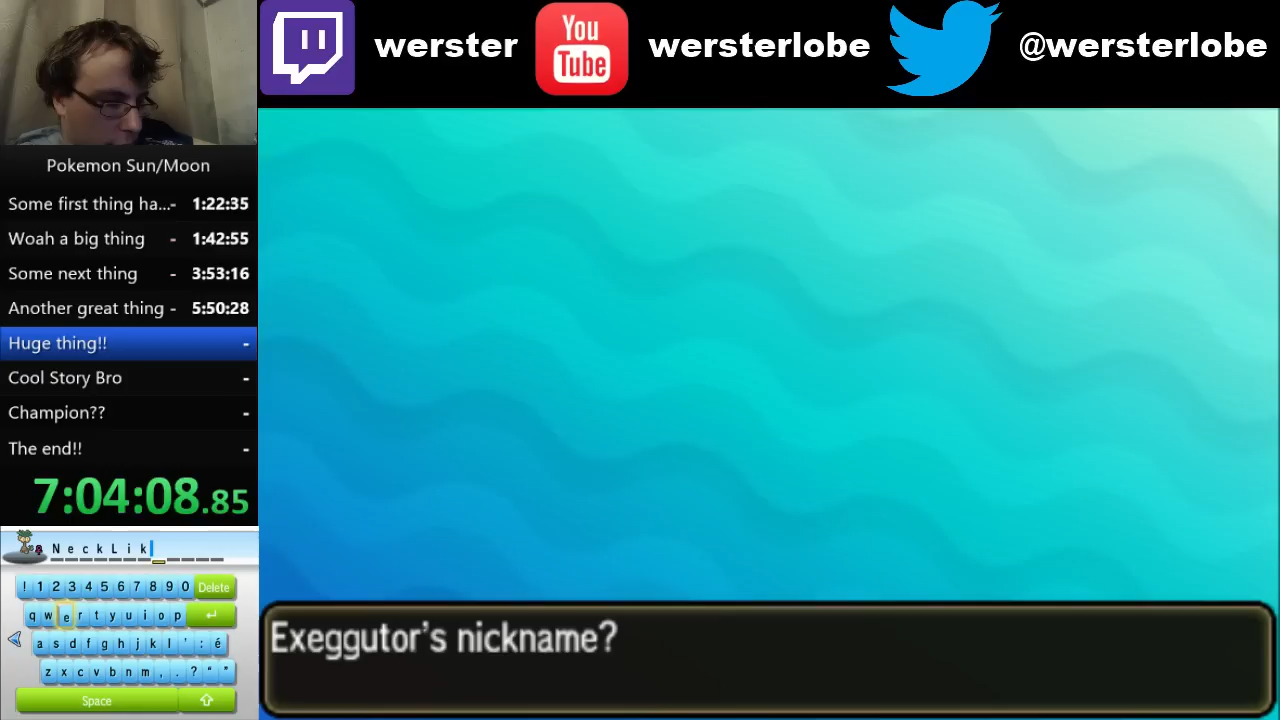 werster
You Tube
wersterlobe
@wersterlobe
Pokemon Sun/Moon
Some first thing ha...- 1:22:35
Woah a big thing - 1:42:55
Some next thing - 3:53:16
Another great thing - 5:50:28
Huge thing!! -
Cool Story Bro -
Champion?? -
The end!! -
7:04:08.85
NeckLik
! 1 2 3 4 5 6 7 8 9 0 Delete
q w e r t y u i o p
a s d f g h j k l ' : é
z x c v b n m , . ? “ ”
Space
Exeggutor's nickname?